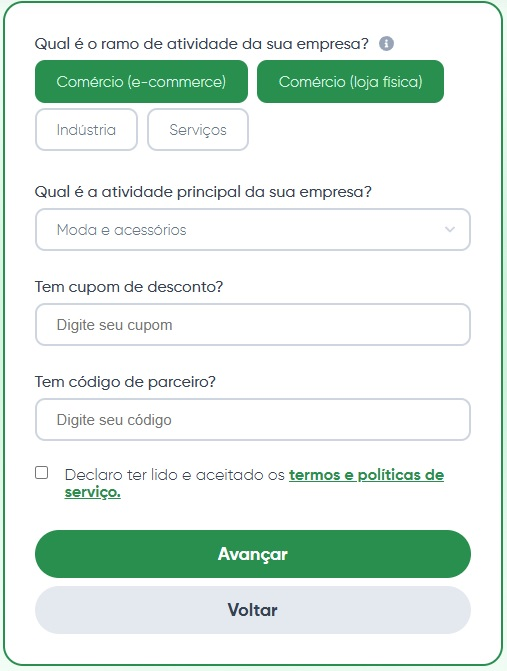 Qual é o ramo de atividade da sua empresa?
Comércio (e-commerce) Comércio (loja física)
Indústria Serviços
Qual é a atividade principal da sua empresa?
Moda e acessórios
Tem cupom de desconto?
Digite seu cupom
Tem código de parceiro?
Digite seu código
Declaro ter lido e aceitado os termos e políticas de
serviço.
Avançar
Voltar